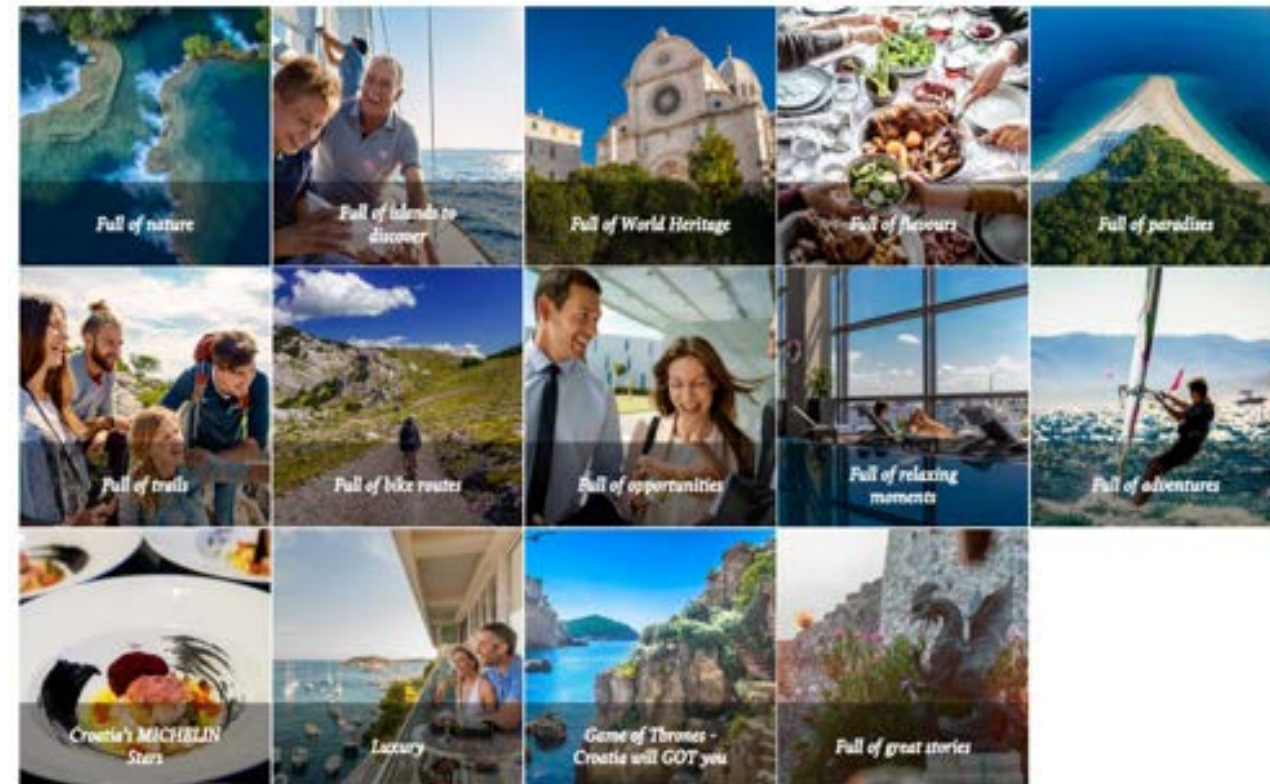 Full of nature
Full of islands to
discover
Full of World Heritage
Full of flavours
Full of paradises
Full of trails
Full of bike routes
Full of opportunities
Full of relaxing
moments
Full of adventures
Croatia's MICHELIN
Stars
Luxury
Game of Thrones -
Croatia will GOT you
Full of great stories